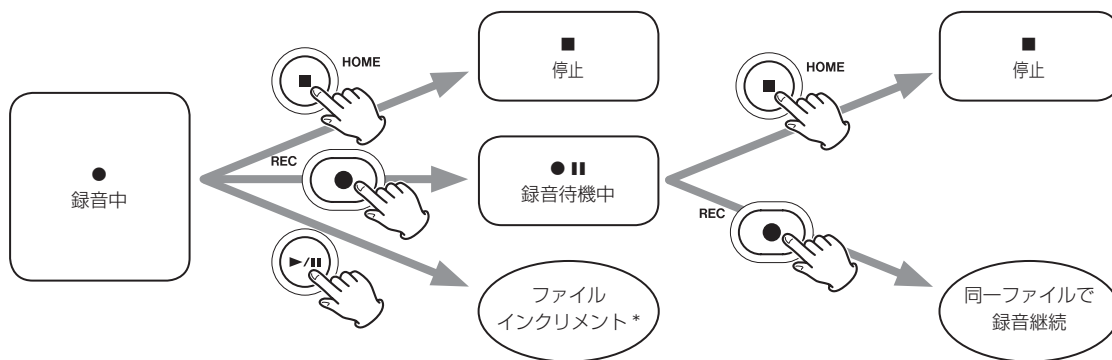 ●
録音中
■
HOME
■
停止
REC
●
●❚❚
録音待機中
►/❚❚
ファイル
インクリメント *
■
HOME
■
停止
REC
●
同一ファイルで
録音継続